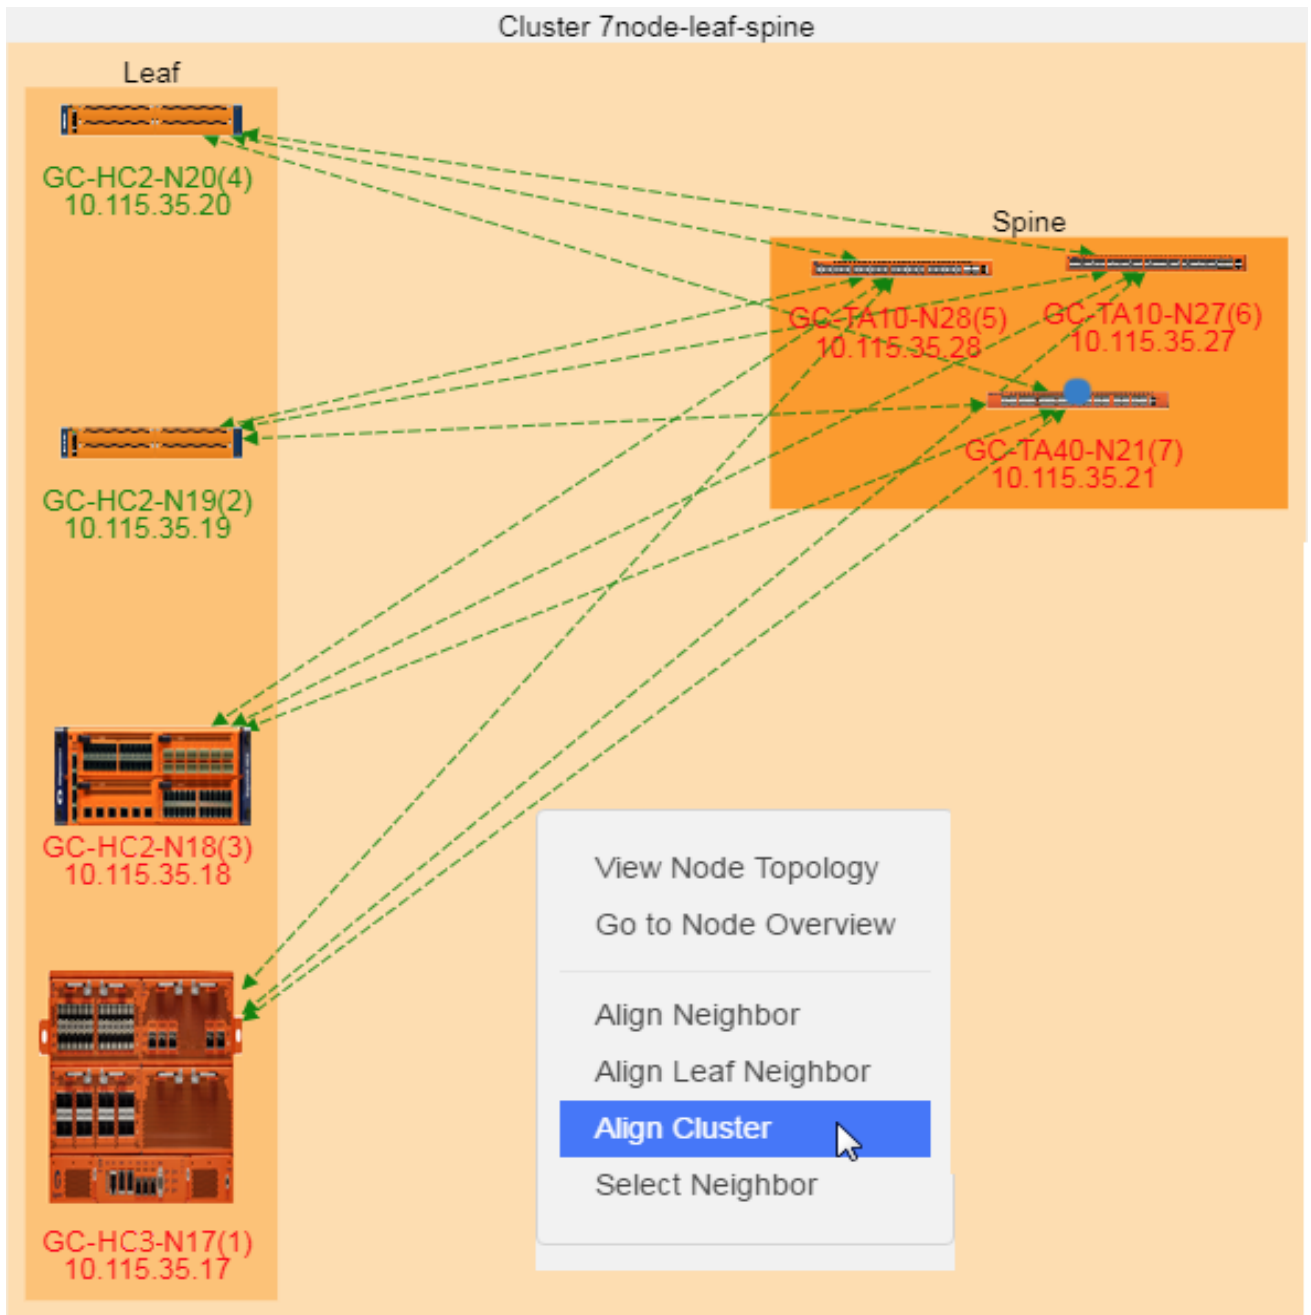 Cluster 7node-leaf-spine
Leaf
GC-HC2-N20(4)
10.115.35.20
Spine
GC-TA10-N28(5)
10.115.35.28
GC-TA10-N27(6)
10.115.35.27
GC-TA40-N21(7)
10.115.35.21
GC-HC2-N19(2)
10.115.35.19
GC-HC2-N18(3)
10.115.35.18
GC-HC3-N17(1)
10.115.35.17
View Node Topology
Go to Node Overview
Align Neighbor
Align Leaf Neighbor
Align Cluster
Select Neighbor